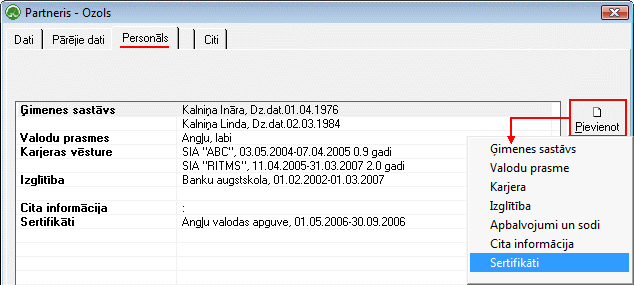 Partneris - Ozols
Dati Pārējie dati Personāls Citi
Ģimenes sastāvs Kalniņa Ināra, Dz.dat.01.04.1976
Kalniņa Linda, Dz.dat.02.03.1984
Valodu prasmes Angļu, labi
Karjeras vēsture SIA "ABC", 03.05.2004-07.04.2005 0.9 gadi
SIA "RITMS", 11.04.2005-31.03.2007 2.0 gadi
Izglītība Banku augstskola, 01.02.2002-01.03.2007
Cita informācija :
Sertifikāti Angļu valodas apguve, 01.05.2006-30.09.2006
Pievienot
Ģimenes sastāvs
Valodu prasme
Karjera
Izglītība
Apbalvojumi un sodi
Cita informācija
Sertifikāti